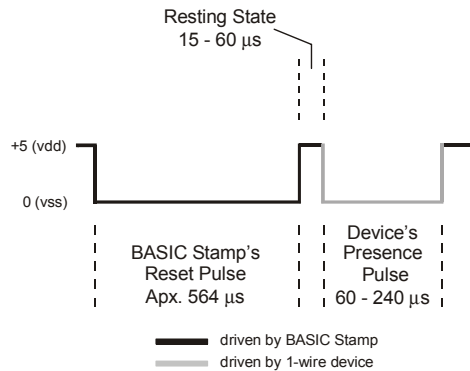 Resting State
15 - 60 µs
+5 (vdd)
0 (vss)
BASIC Stamp's
Reset Pulse
Apx. 564 µs
Device's
Presence
Pulse
60 - 240 µs
driven by BASIC Stamp
driven by 1-wire device